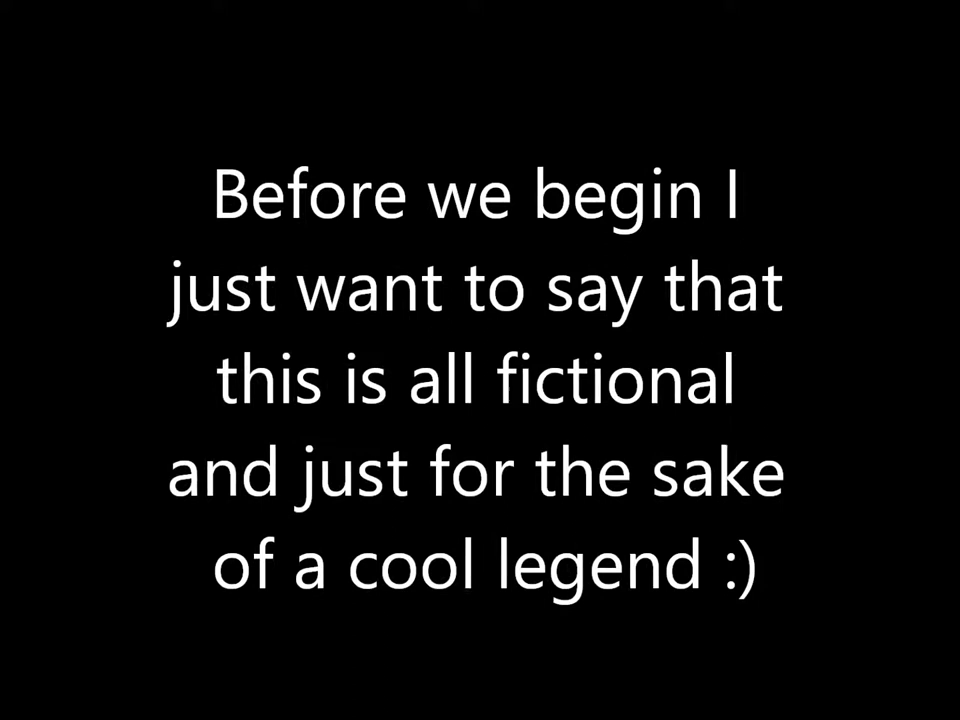 Before we begin I
just want to say that
this is all fictional
and just for the sake
of a cool legend :)